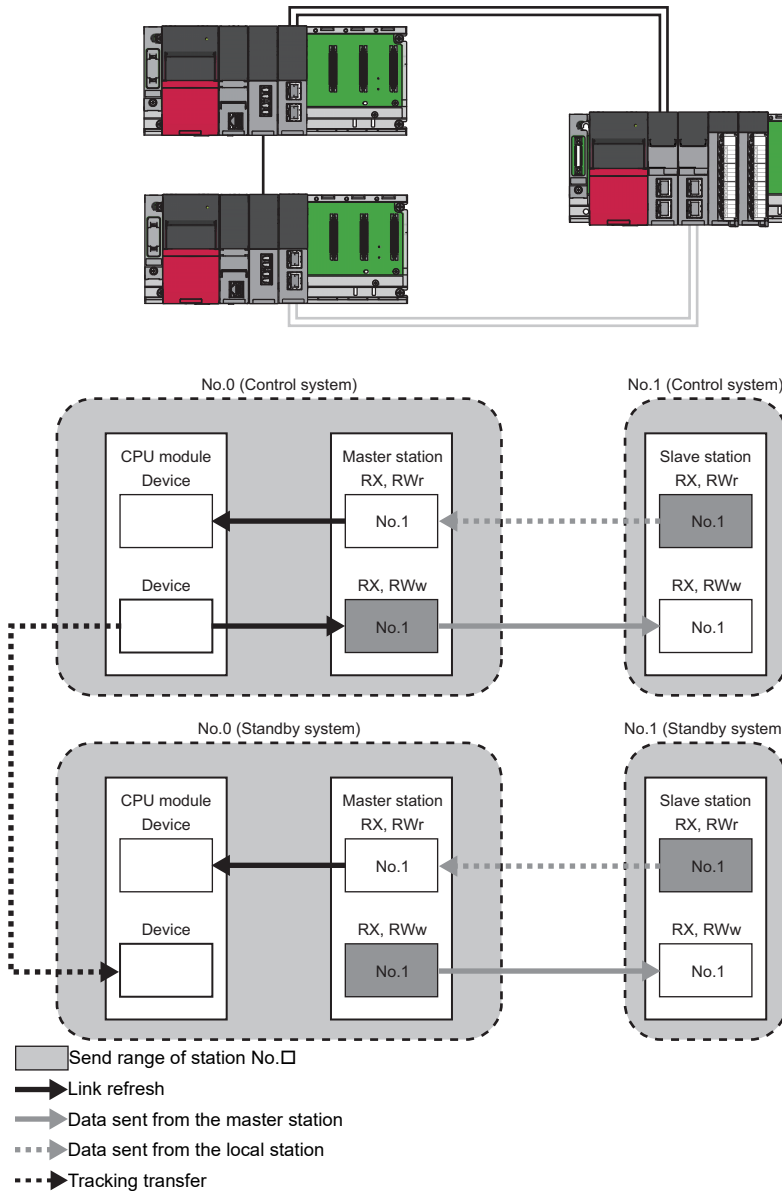 No.0 (Control system)
No.1 (Control system)
CPU module
Device
Master station
RX, RWr
Slave station
RX, RWr
No.1
No.1
Device
RX, RWw
RX, RWw
No.1
No.1
No.0 (Standby system)
No.1 (Standby system
CPU module
Device
Master station
RX, RWr
Slave station
RX, RWr
No.1
No.1
Device
RX, RWw
RX, RWw
No.1
No.1
Send range of station No.□
Link refresh
Data sent from the master station
Data sent from the local station
Tracking transfer